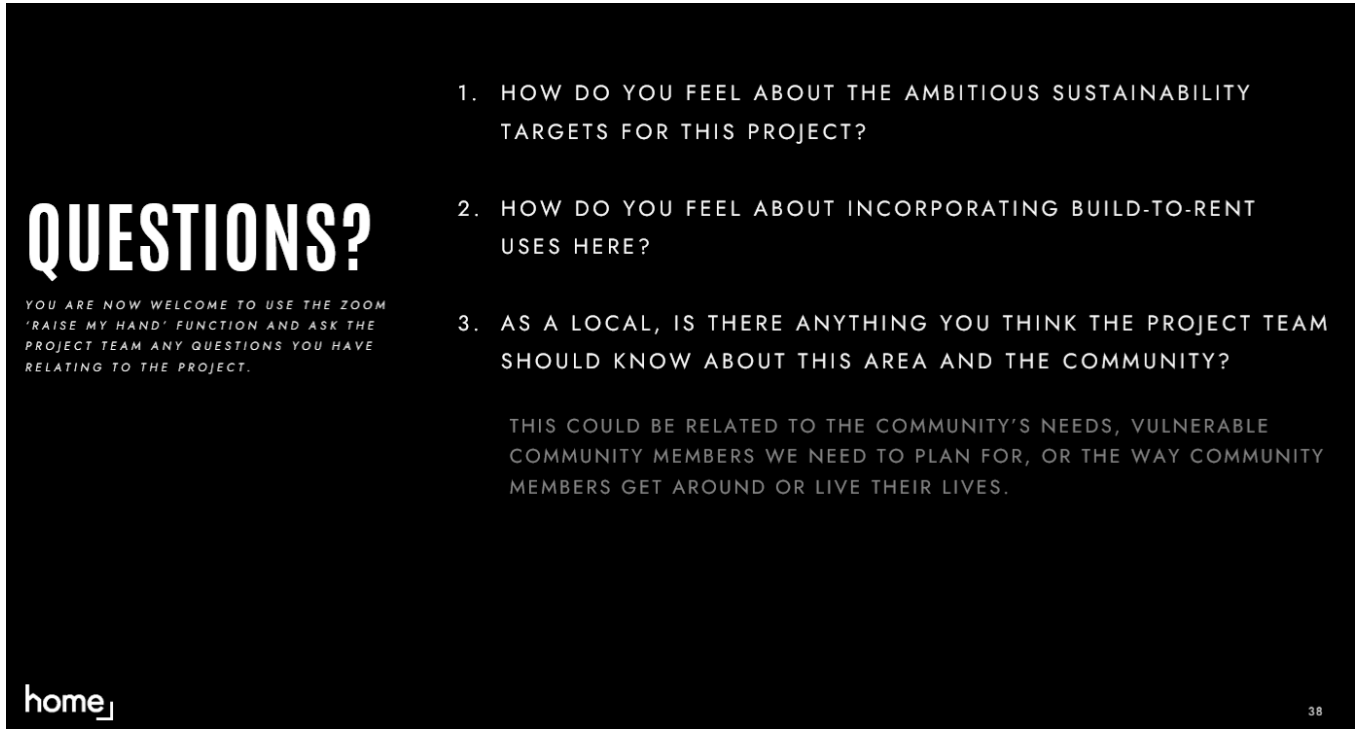 QUESTIONS?
YOU ARE NOW WELCOME TO USE THE ZOOM
‘RAISE MY HAND’ FUNCTION AND ASK THE
PROJECT TEAM ANY QUESTIONS YOU HAVE
RELATING TO THE PROJECT.
1. HOW DO YOU FEEL ABOUT THE AMBITIOUS SUSTAINABILITY
TARGETS FOR THIS PROJECT?
2. HOW DO YOU FEEL ABOUT INCORPORATING BUILD-TO-RENT
USES HERE?
3. AS A LOCAL, IS THERE ANYTHING YOU THINK THE PROJECT TEAM
SHOULD KNOW ABOUT THIS AREA AND THE COMMUNITY?
THIS COULD BE RELATED TO THE COMMUNITY’S NEEDS, VULNERABLE
COMMUNITY MEMBERS WE NEED TO PLAN FOR, OR THE WAY COMMUNITY
MEMBERS GET AROUND OR LIVE THEIR LIVES.
home
38